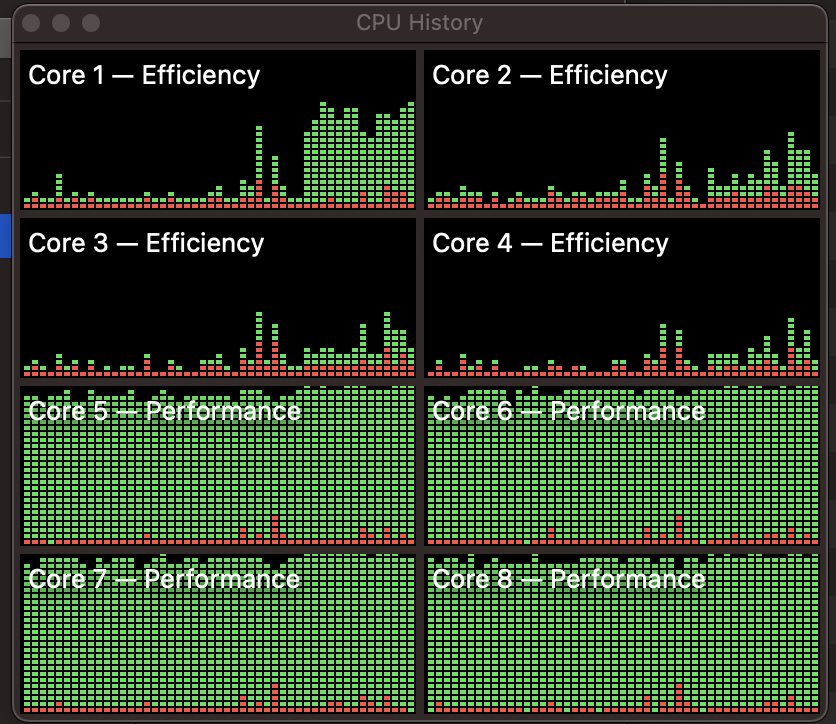 CPU History
Core 1 — Efficiency
Core 2 — Efficiency
Core 3 — Efficiency
Core 4 — Efficiency
Core 5 — Performance
Core 6 — Performance
Core 7 — Performance
Core 8 — Performance